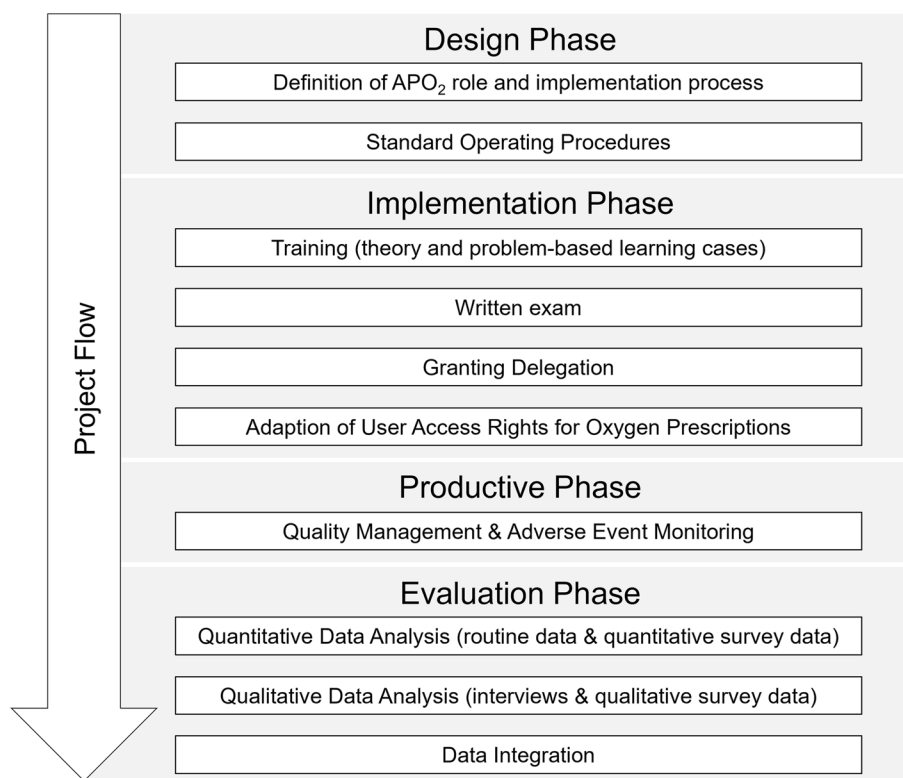 Project Flow
Design Phase
Definition of APO₂ role and implementation process
Standard Operating Procedures
Implementation Phase
Training (theory and problem-based learning cases)
Written exam
Granting Delegation
Adaption of User Access Rights for Oxygen Prescriptions
Productive Phase
Quality Management & Adverse Event Monitoring
Evaluation Phase
Quantitative Data Analysis (routine data & quantitative survey data)
Qualitative Data Analysis (interviews & qualitative survey data)
Data Integration